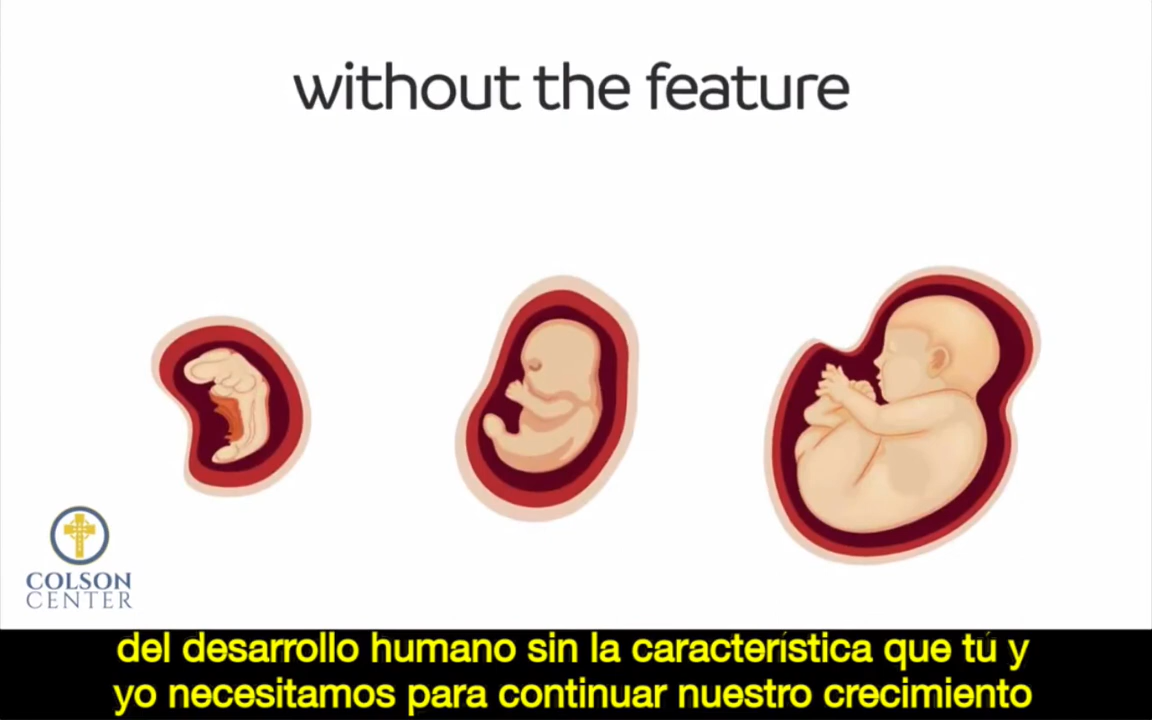 without the feature
COLSON
CENTER
del desarrollo humano sin la característica que tú y
yo necesitamos para continuar nuestro crecimiento